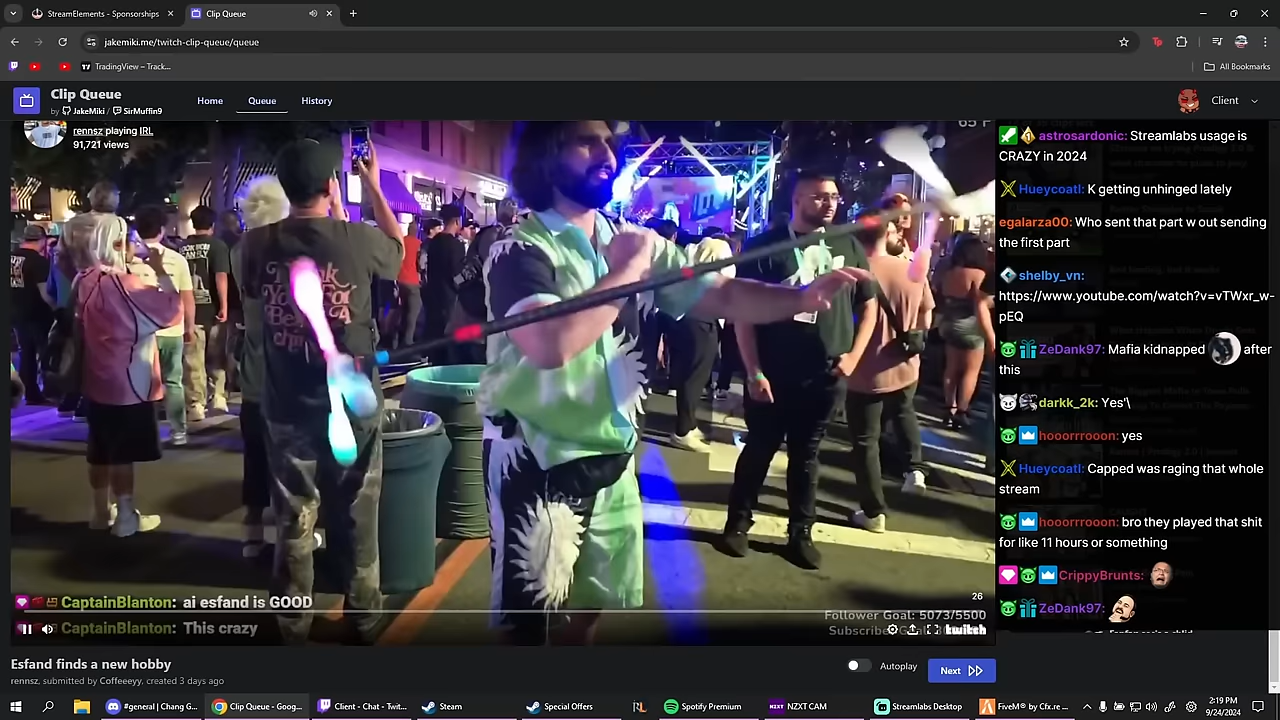 StreamElements - Sponsorships
Clip Queue
jakemiki.me/twitch-clip-queue/queue
TradingView – Track...
All Bookmarks
Clip Queue
by JakeMiki / SirMuffin9
Home
Queue
History
Client
rennsz playing IRL
91,721 views
astrosardonic: Streamlabs usage is
CRAZY in 2024
Hueycoatl: K getting unhinged lately
egalarza00: Who sent that part w out sending
the first part
shelby_vn:
https://www.youtube.com/watch?v=vTWxr_w-
pEQ
ZeDank97: Mafia kidnapped after
this
darkk_2k: Yes'\
hooorrrooon: yes
Hueycoatl: Capped was raging that whole
stream
hooorrrooon: bro they played that shit
for like 11 hours or something
CrippyBrunts:
ZeDank97:
CaptainBlanton: ai esfand is GOOD
CaptainBlanton: This crazy
26
Follower Goal: 5073/5500
twitch
Esfand finds a new hobby
rennsz, submitted by Coffeeeyy, created 3 days ago
Autoplay
Next
#general | Chang G...
Clip Queue - Goog...
Client - Chat - Twit...
Steam
Special Offers
RL
Spotify Premium
NZXT CAM
Streamlabs Desktop
FiveM® by Cfx.re ...
2:19 PM
9/24/2024